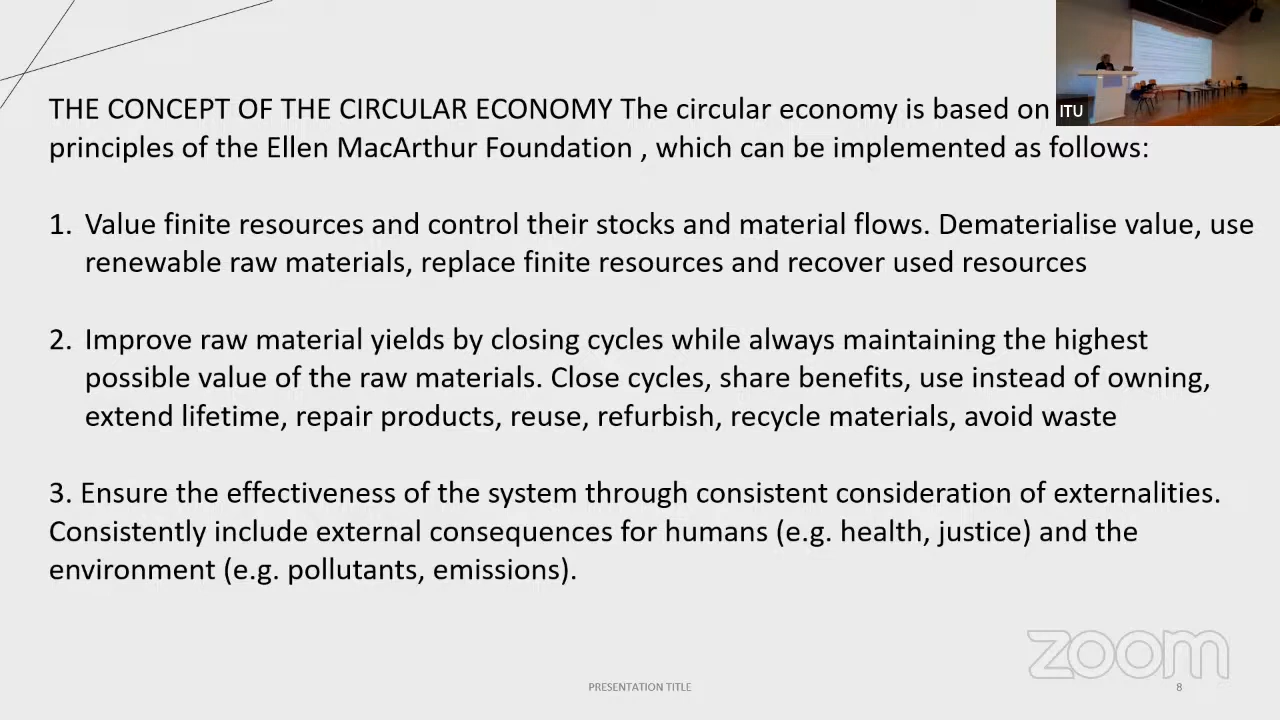 THE CONCEPT OF THE CIRCULAR ECONOMY The circular economy is based on
ITU
principles of the Ellen MacArthur Foundation , which can be implemented as follows:
1. Value finite resources and control their stocks and material flows. Dematerialise value, use
renewable raw materials, replace finite resources and recover used resources
2. Improve raw material yields by closing cycles while always maintaining the highest
possible value of the raw materials. Close cycles, share benefits, use instead of owning,
extend lifetime, repair products, reuse, refurbish, recycle materials, avoid waste
3. Ensure the effectiveness of the system through consistent consideration of externalities.
Consistently include external consequences for humans (e.g. health, justice) and the
environment (e.g. pollutants, emissions).
zoom
PRESENTATION TITLE
8